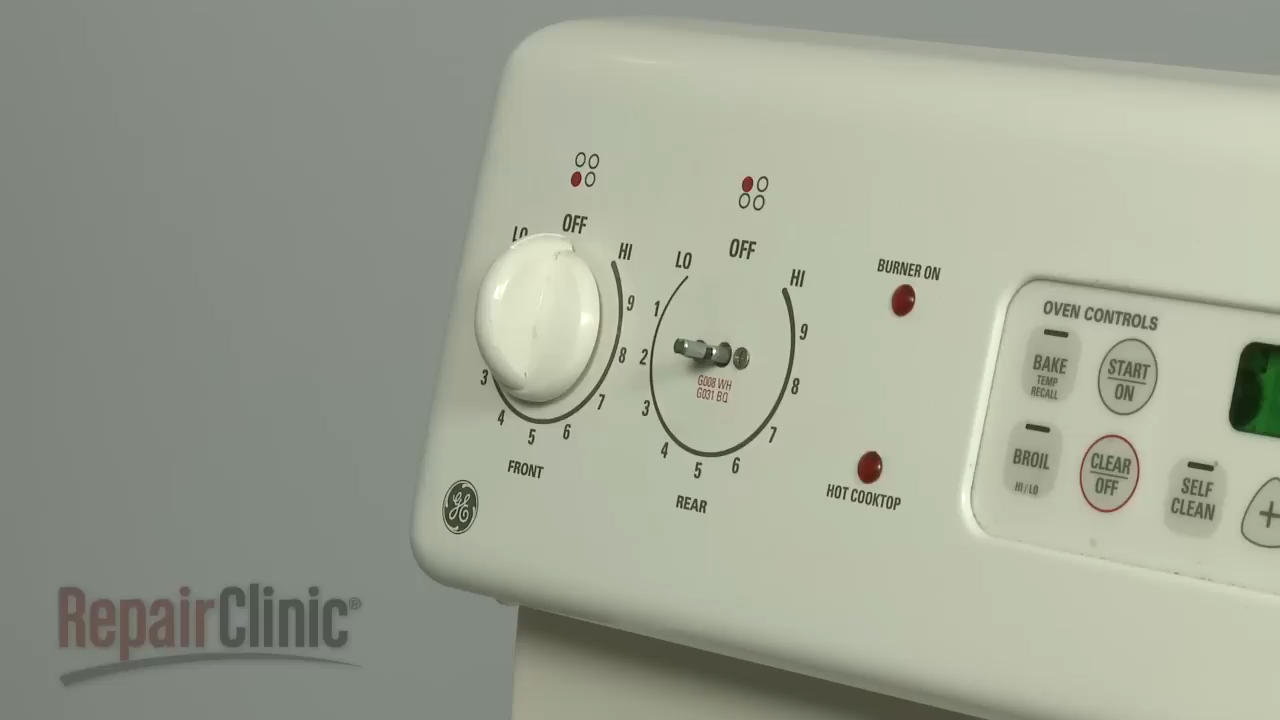 OFF
LO
HI
9
8
7
6
5
4
3
FRONT
OFF
LO
HI
1
2
3
4
5
6
7
8
9
G008 WH
G031 BQ
REAR
BURNER ON
HOT COOKTOP
OVEN CONTROLS
BAKE
TEMP
RECALL
START
ON
BROIL
HI / LO
CLEAR
OFF
SELF
CLEAN
+
GE
RepairClinic®